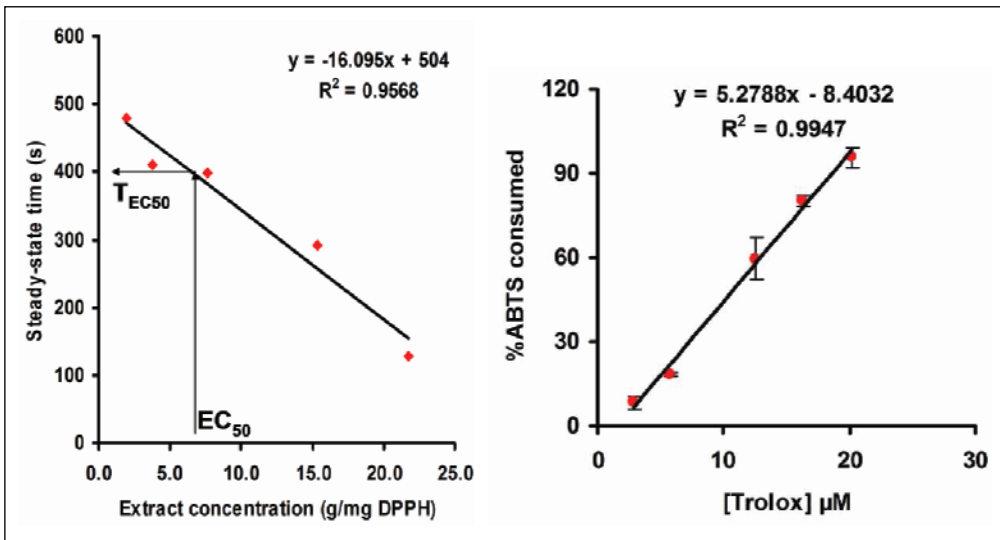 600
500
400
300
200
100
0
Steady-state time (s)
y = -16.095x + 504
R² = 0.9568
T_EC50
EC₅₀
0.0 5.0 10.0 15.0 20.0 25.0
Extract concentration (g/mg DPPH)
120
90
60
30
0
%ABTS consumed
y = 5.2788x - 8.4032
R² = 0.9947
0 10 20 30
[Trolox] µM